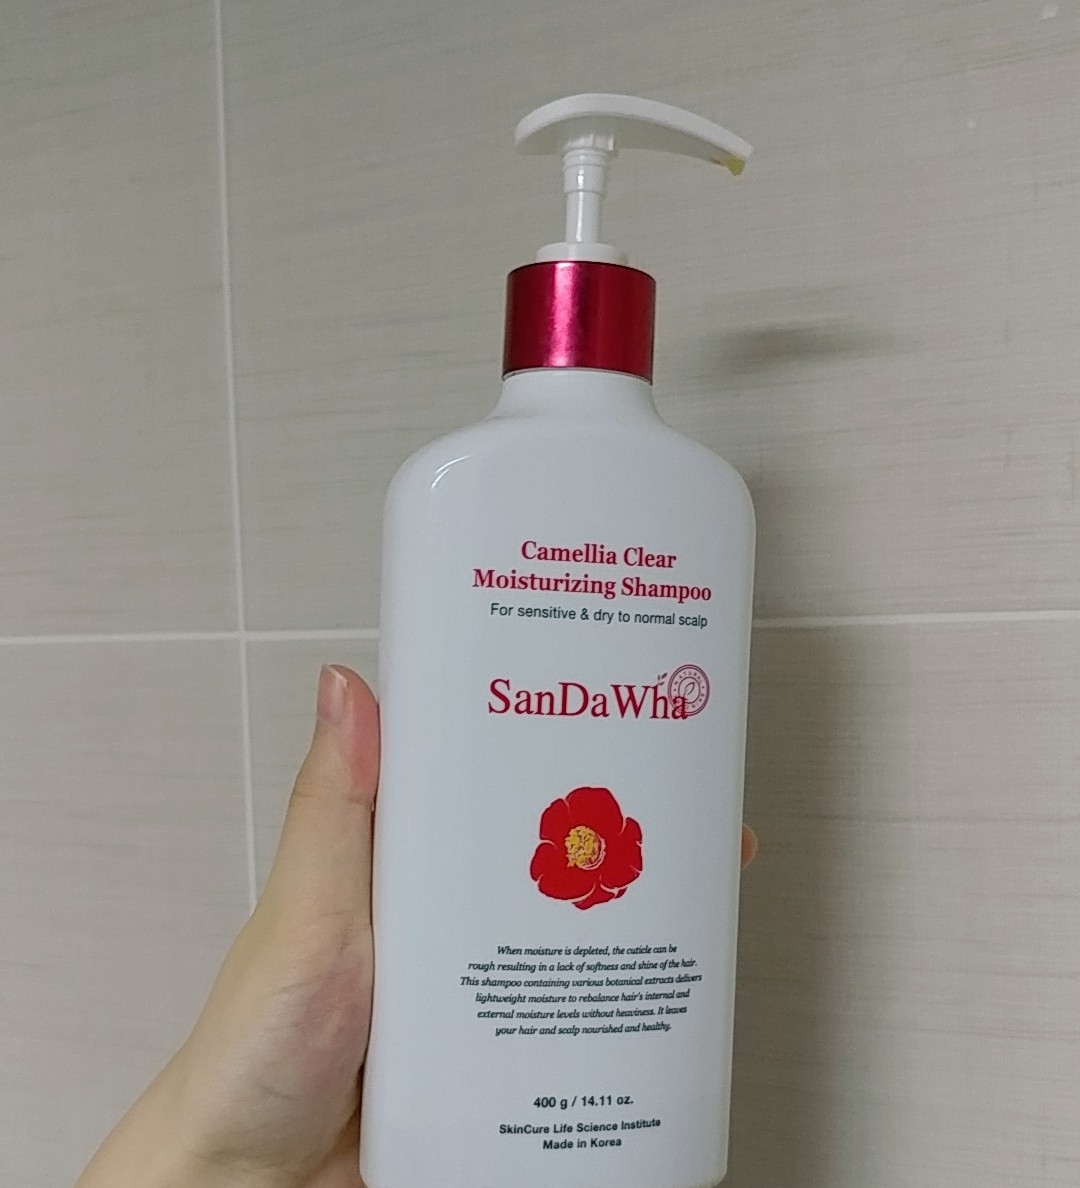 Camellia Clear
Moisturizing Shampoo
For sensitive & dry to normal scalp
SanDaWha
NATURAL
When moisture is depleted, the cuticle can be
rough resulting in a lack of softness and shine of the hair.
This shampoo containing various botanical extracts delivers
lightweight moisture to rebalance hair's internal and
external moisture levels without heaviness. It leaves
your hair and scalp nourished and healthy.
400 g / 14.11 oz.
SkinCure Life Science Institute
Made in Korea